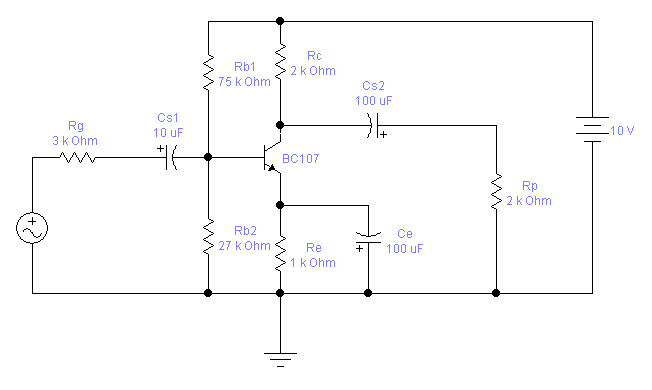 Rb1
75 k Ohm
Rc
2 k Ohm
Cs2
100 uF
+
Rg
3 k Ohm
Cs1
10 uF
+
BC107
10 V
Rp
2 k Ohm
+
Rb2
27 k Ohm
Re
1 k Ohm
Ce
100 uF
+